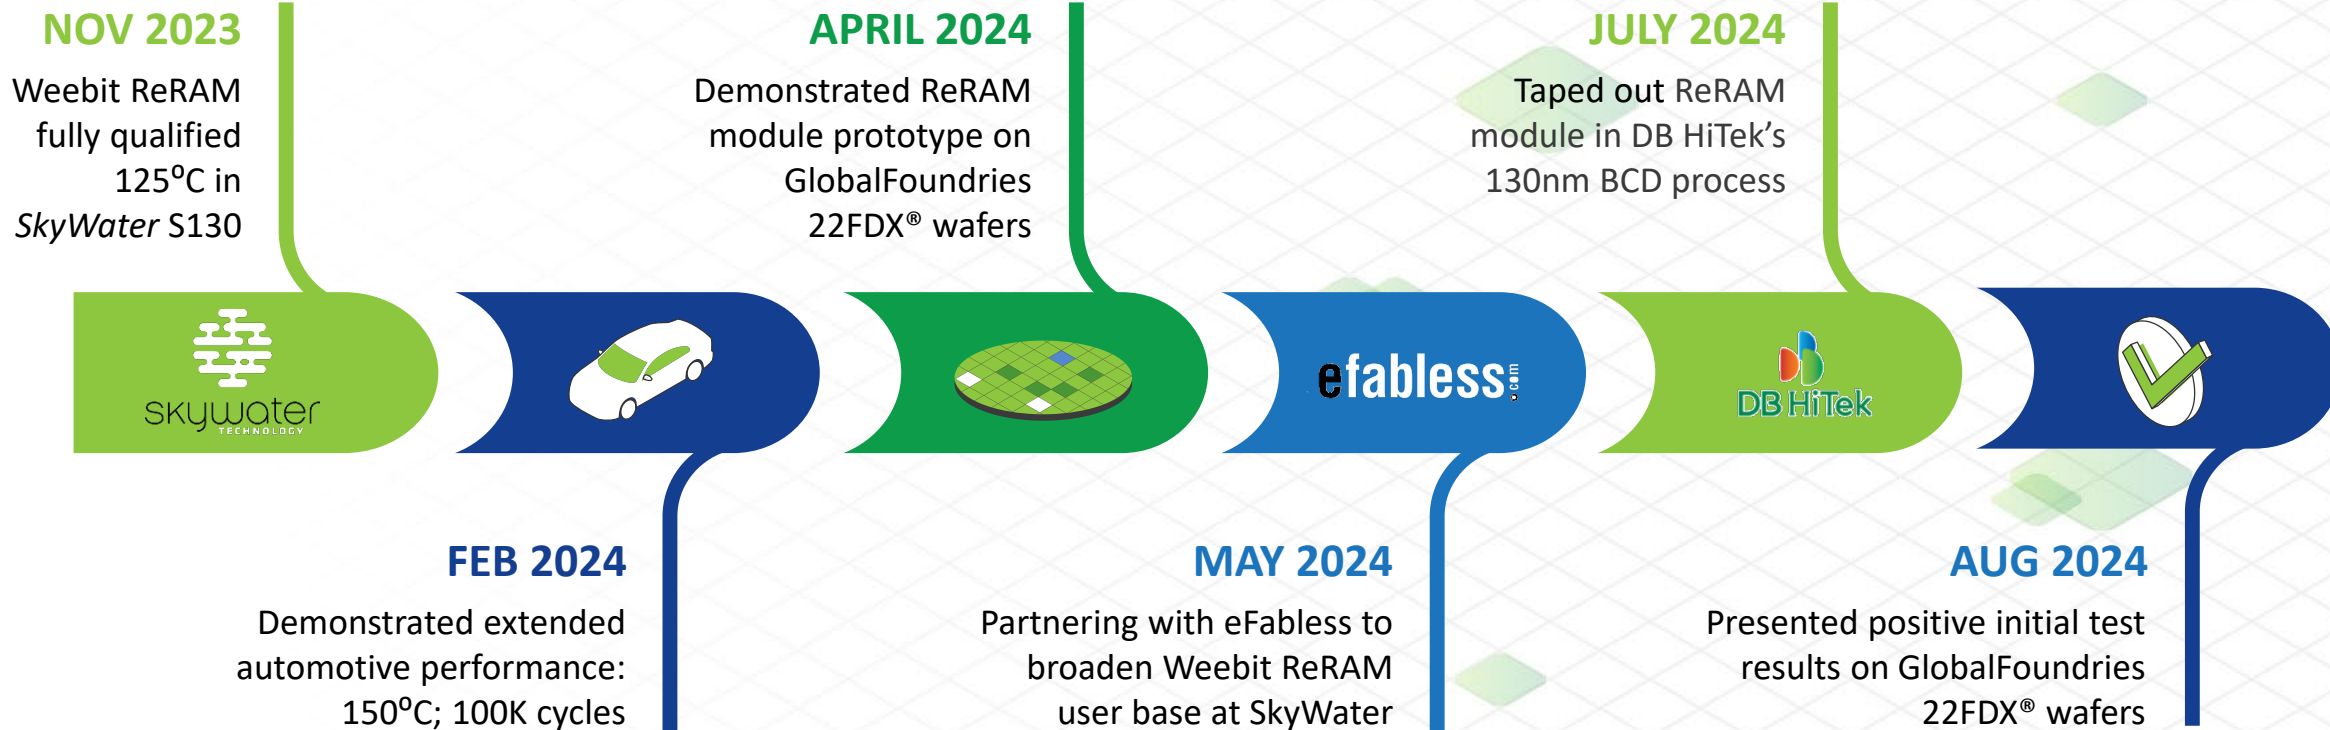 NOV 2023
Weebit ReRAM
fully qualified
125⁰C in
SkyWater S130
APRIL 2024
Demonstrated ReRAM
module prototype on
GlobalFoundries
22FDX® wafers
JULY 2024
Taped out ReRAM
module in DB HiTek’s
130nm BCD process
skywater
TECHNOLOGY
efabless.com
DB HiTek
FEB 2024
Demonstrated extended
automotive performance:
150⁰C; 100K cycles
MAY 2024
Partnering with eFabless to
broaden Weebit ReRAM
user base at SkyWater
AUG 2024
Presented positive initial test
results on GlobalFoundries
22FDX® wafers